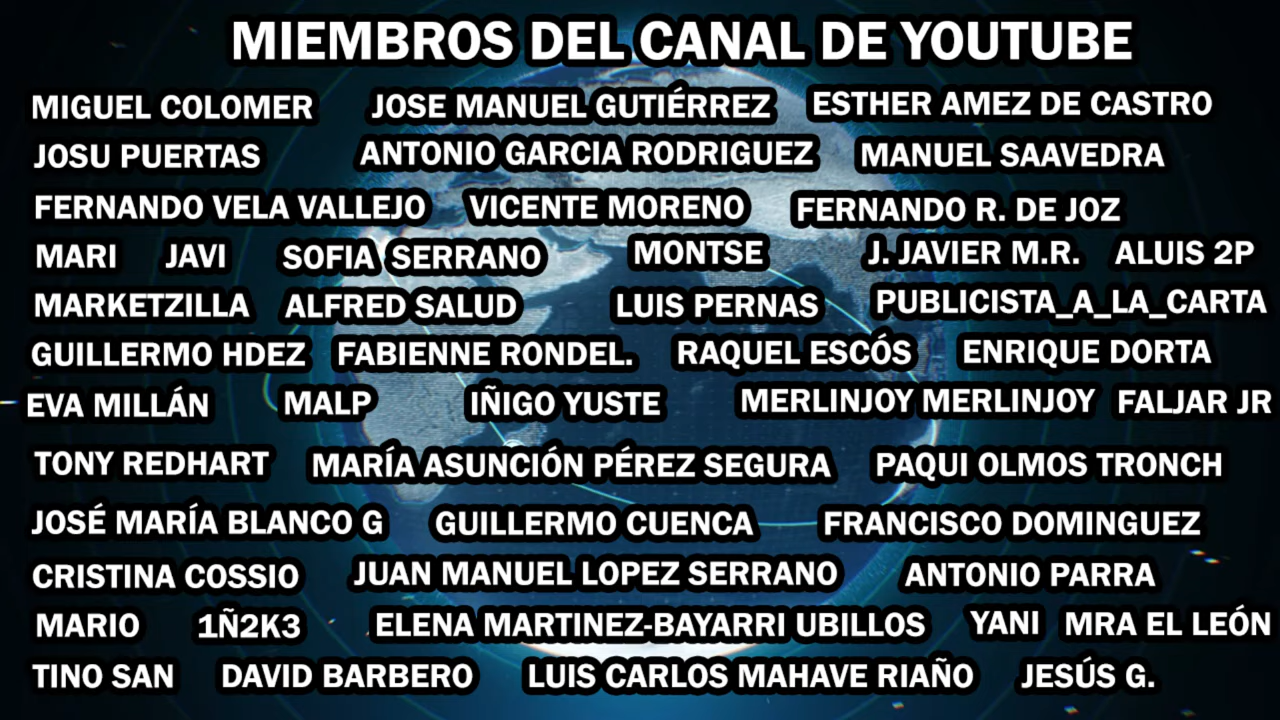 MIEMBROS DEL CANAL DE YOUTUBE
MIGUEL COLOMER JOSE MANUEL GUTIÉRREZ ESTHER AMEZ DE CASTRO
JOSU PUERTAS ANTONIO GARCIA RODRIGUEZ MANUEL SAAVEDRA
FERNANDO VELA VALLEJO VICENTE MORENO FERNANDO R. DE JOZ
MARI JAVI SOFIA SERRANO MONTSE J. JAVIER M.R. ALUIS 2P
MARKETZILLA ALFRED SALUD LUIS PERNAS PUBLICISTA_A_LA_CARTA
GUILLERMO HDEZ FABIENNE RONDEL. RAQUEL ESCÓS ENRIQUE DORTA
EVA MILLÁN MALP IÑIGO YUSTE MERLINJOY MERLINJOY FALJAR JR
TONY REDHART MARÍA ASUNCIÓN PÉREZ SEGURA PAQUI OLMOS TRONCH
JOSÉ MARÍA BLANCO G GUILLERMO CUENCA FRANCISCO DOMINGUEZ
CRISTINA COSSIO JUAN MANUEL LOPEZ SERRANO ANTONIO PARRA
MARIO 1Ñ2K3 ELENA MARTINEZ-BAYARRI UBILLOS YANI MRA EL LEÓN
TINO SAN DAVID BARBERO LUIS CARLOS MAHAVE RIAÑO JESÚS G.